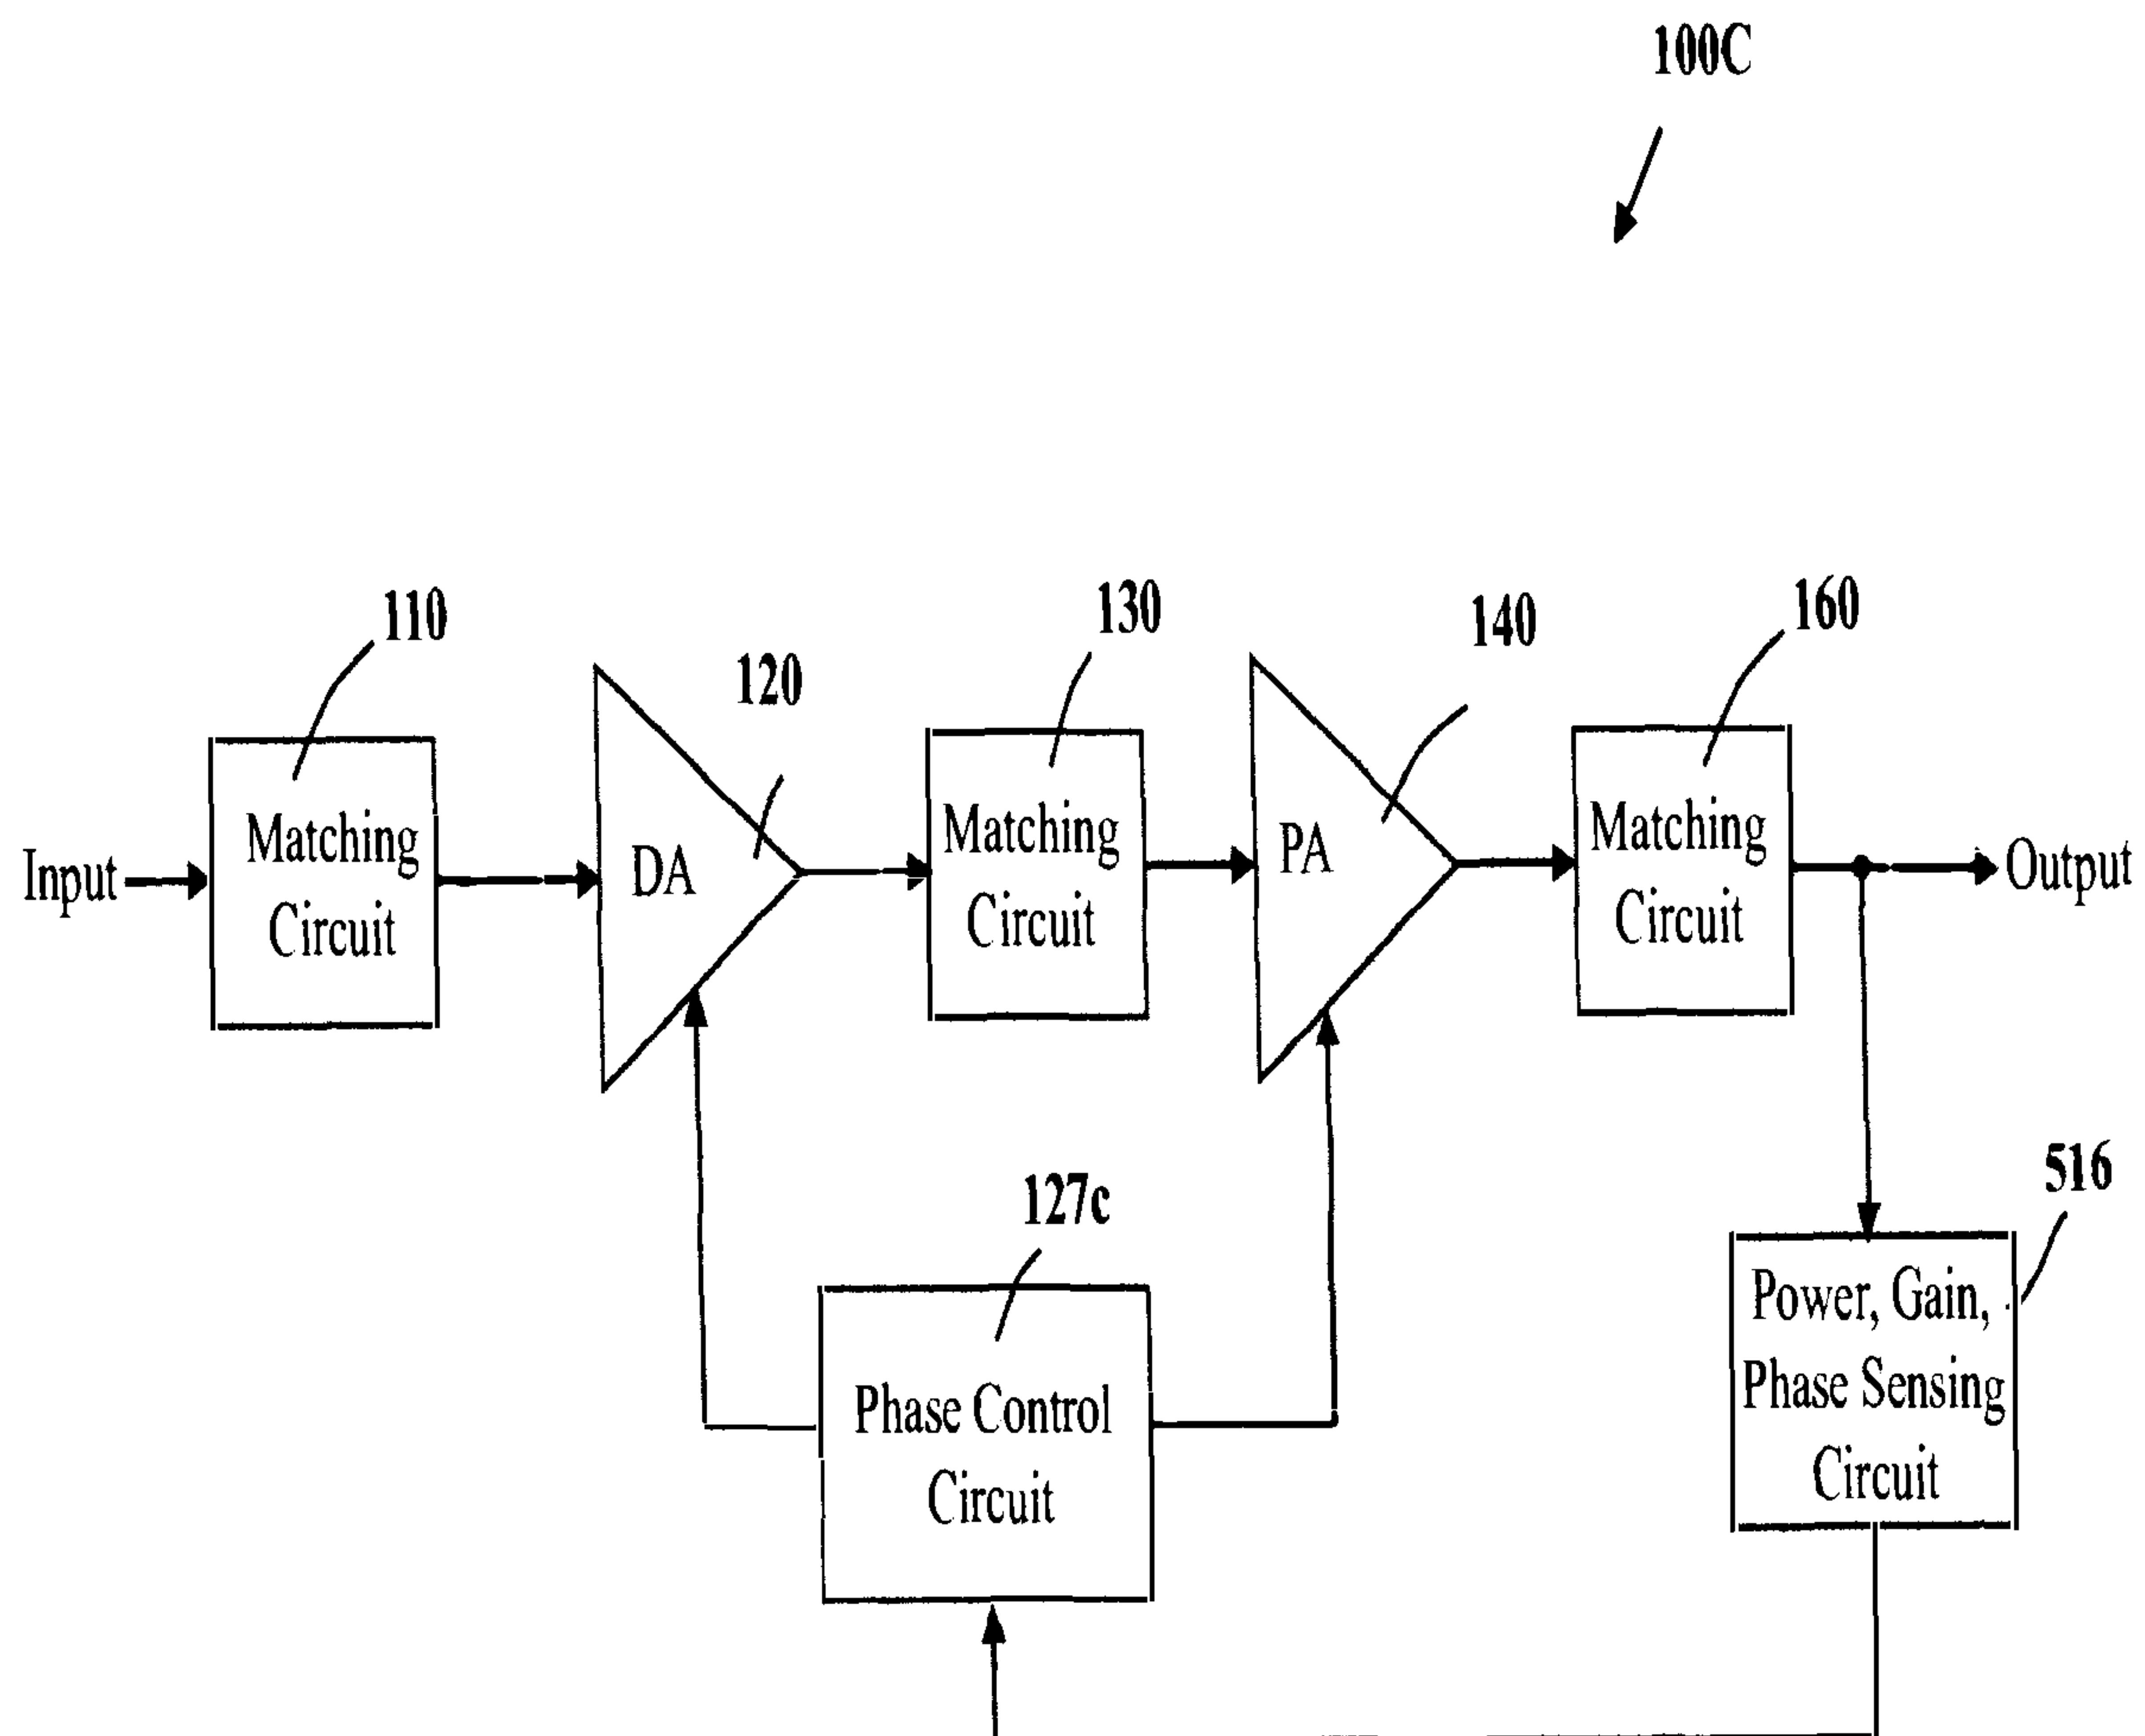 100C
110
120
130
140
160
Input
Matching
Circuit
DA
Matching
Circuit
PA
Matching
Circuit
Output
127c
516
Phase Control
Circuit
Power, Gain,
Phase Sensing
Circuit